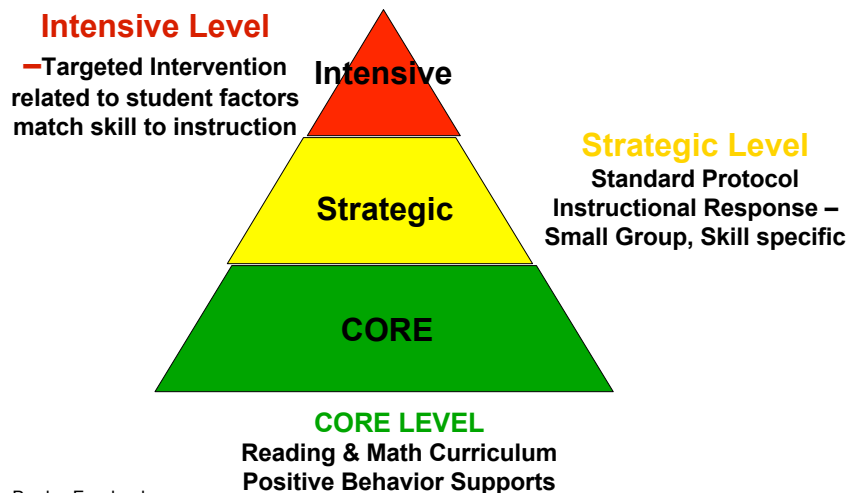 Intensive Level
–Targeted Intervention
related to student factors
match skill to instruction
Intensive
Strategic Level
Standard Protocol
Instructional Response –
Small Group, Skill specific
Strategic
CORE
CORE LEVEL
Reading & Math Curriculum
Positive Behavior Supports